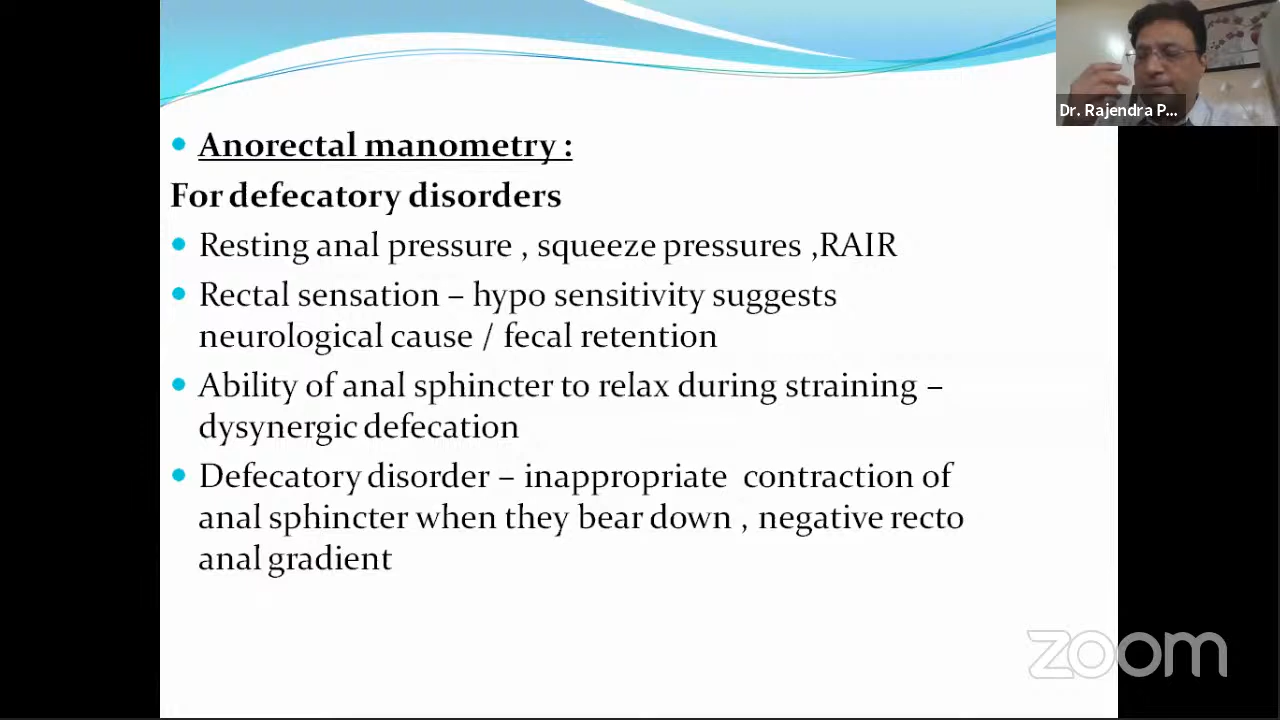 Dr. Rajendra P...
• Anorectal manometry :
For defecatory disorders
• Resting anal pressure , squeeze pressures ,RAIR
• Rectal sensation – hypo sensitivity suggests
neurological cause / fecal retention
• Ability of anal sphincter to relax during straining –
dysynergic defecation
• Defecatory disorder – inappropriate  contraction of
anal sphincter when they bear down , negative recto
anal gradient
zoom